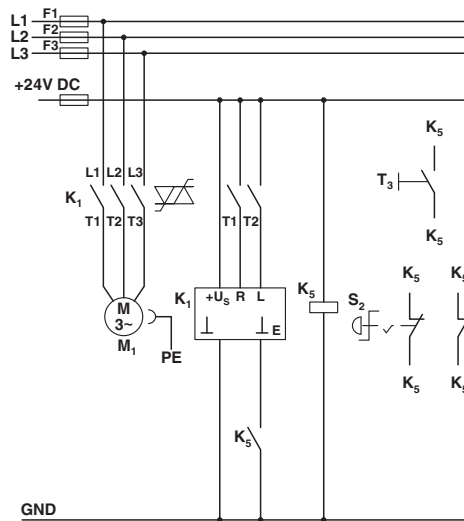 L1 F1
L2 F2
L3 F3
+24V DC
K5
L1 L2 L3
T3
K1
T1 T2 T3
T1 T2
K5
M
3~
M1
PE
K1
+US R L
E
K5
S2
K5 K5
K5 K5
K5
GND